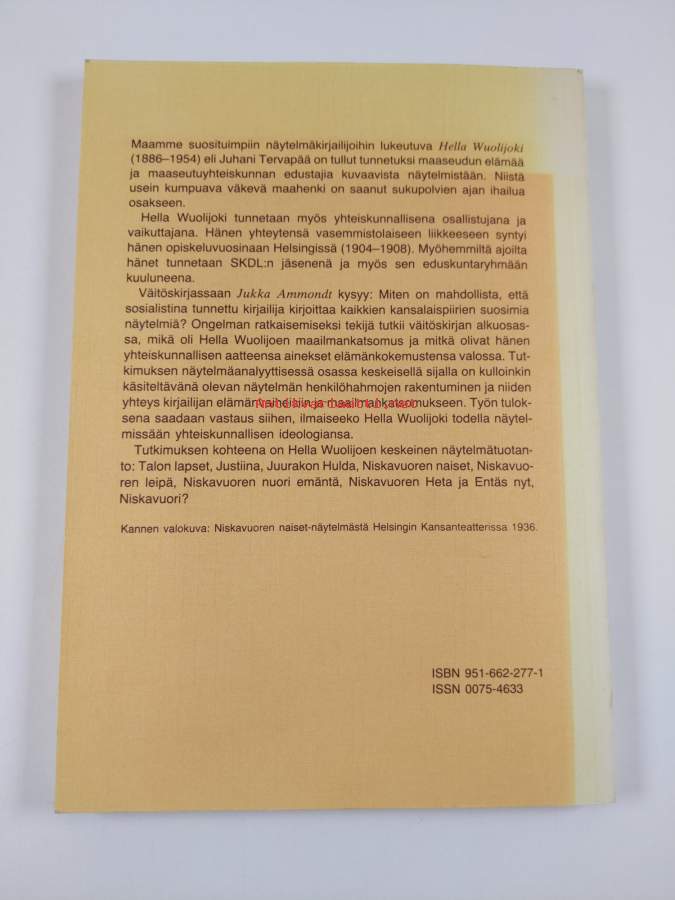 Maamme suosituimpiin näytelmäkirjailijoihin lukeutuva Hella Wuolijoki
(1886–1954) eli Juhani Tervapää on tullut tunnetuksi maaseudun elämää
ja maaseutuyhteiskunnan edustajia kuvaavista näytelmistään. Niistä
usein kumpuava väkevä maahenki on saanut sukupolvien ajan ihailua
osakseen.
Hella Wuolijoki tunnetaan myös yhteiskunnallisena osallistujana ja
vaikuttajana. Hänen yhteytensä vasemmistolaiseen liikkeeseen syntyi
hänen opiskeluvuosinaan Helsingissä (1904–1908). Myöhemmiltä ajoilta
hänet tunnetaan SKDL:n jäsenenä ja myös sen eduskuntaryhmään
kuuluneena.
Väitöskirjassaan Jukka Ammondt kysyy: Miten on mahdollista, että
sosialistina tunnettu kirjailija kirjoittaa kaikkien kansalaispiirien suosimia
näytelmiä? Ongelman ratkaisemiseksi tekijä tutkii väitöskirjan alkuosas-
sa, mikä oli Hella Wuolijoen maailmankatsomus ja mitkä olivat hänen
yhteiskunnallisen aatteensa ainekset elämänkokemustensa valossa. Tut-
kimuksen näytelmäanalyyttisessä osassa keskeisellä sijalla on kulloinkin
käsiteltävänä olevan näytelmän henkilöhahmojen rakentuminen ja niiden
yhteys kirjailijan elämänvaiheisiin ja maailmankatsomukseen. Työn tulok-
sena saadaan vastaus siihen, ilmaiseeko Hella Wuolijoki todella näytel-
missään yhteiskunnallisen ideologiansa.
Tutkimuksen kohteena on Hella Wuolijoen keskeinen näytelmätuotan-
to: Talon lapset, Justiina, Juurakon Hulda, Niskavuoren naiset, Niskavuo-
ren leipä, Niskavuoren nuori emäntä, Niskavuoren Heta ja Entäs nyt,
Niskavuori?
Kannen valokuva: Niskavuoren naiset-näytelmästä Helsingin Kansanteatterissa 1936.
ISBN 951-662-277-1
ISSN 0075-4633